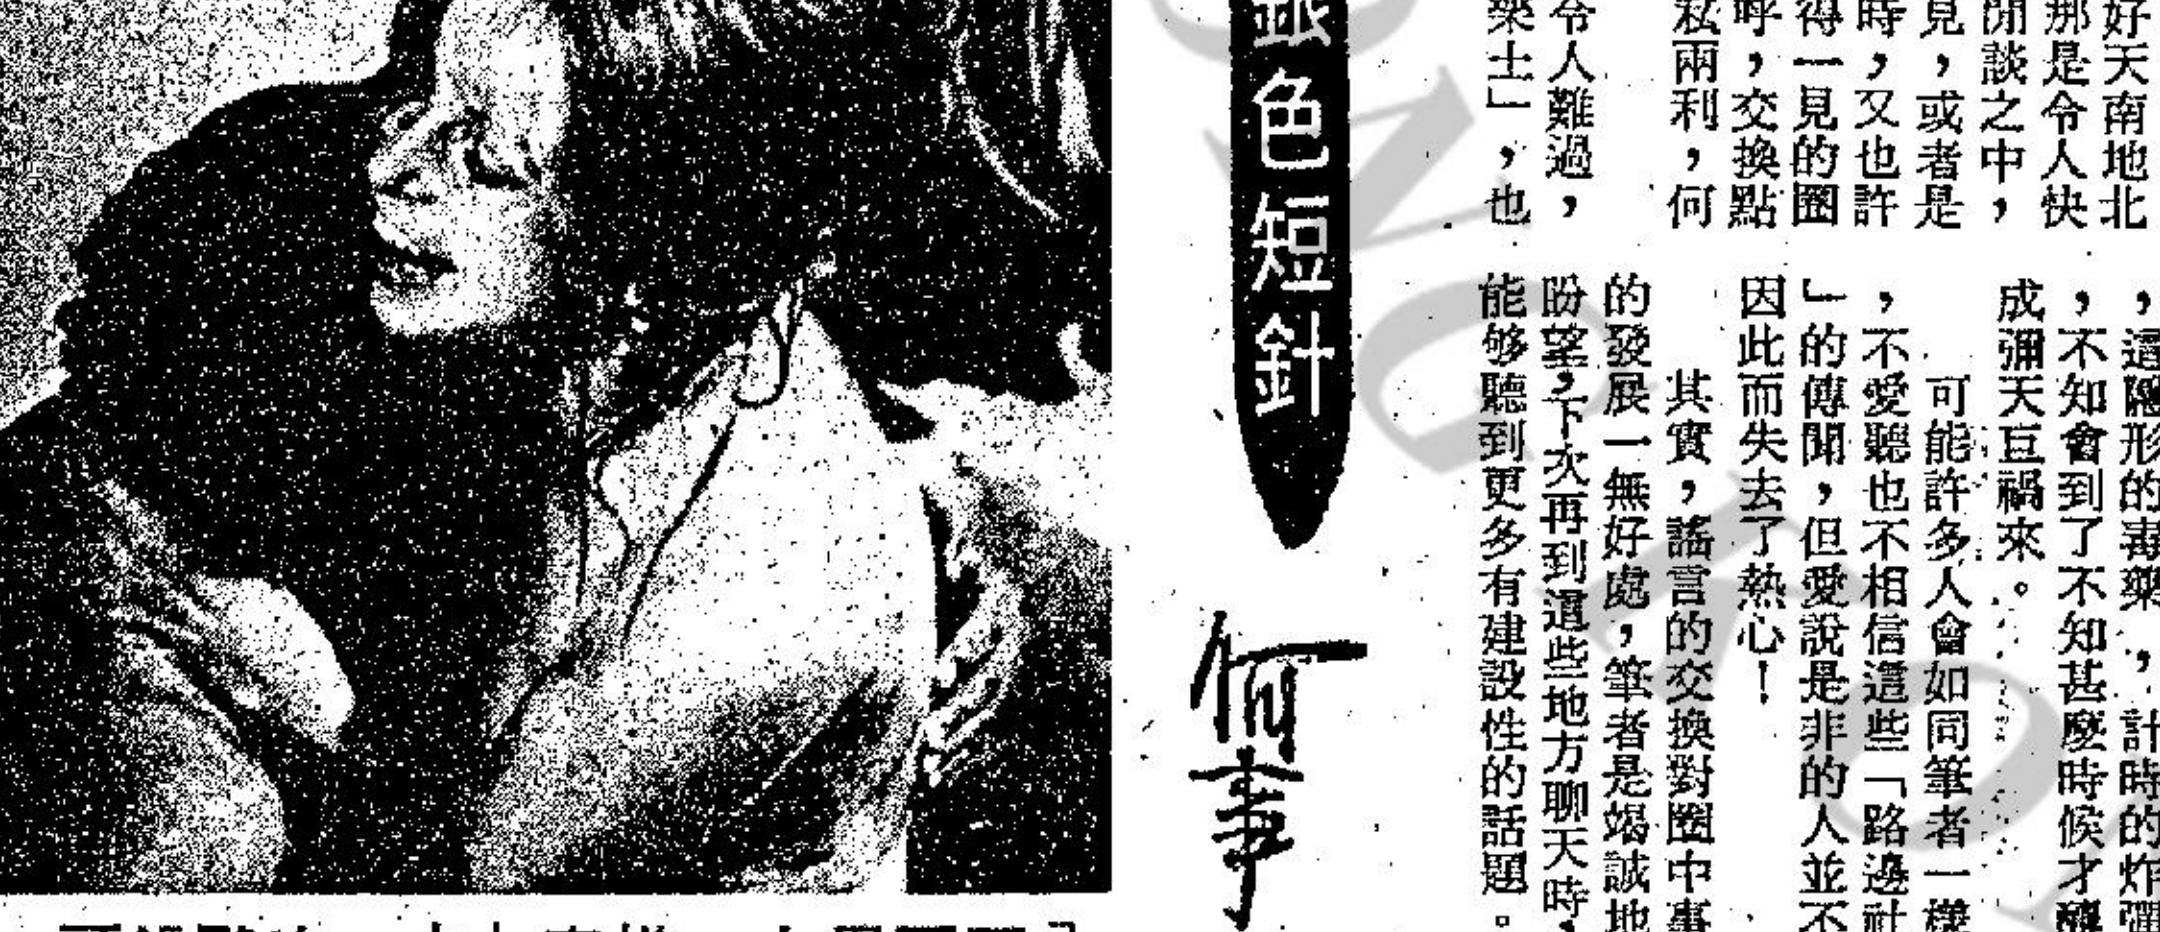 好天南地北
那是令人快
閒談之中，
見，或者是
時，又也許
得一見的圈
呼，交換點
私兩利，何
令人難過，
樂土」，也
，這隱形的毒藥，計時的炸彈
，不知會到了不知甚麼時候才釀
成彌天巨禍來。
可能許多人會如同筆者一樣
，不愛聽也不相信這些「路邊社
」的傳聞，但愛說是非的人並不
因此而失去了熱心！
其實，謠言的交換對圈中事
的發展一無好處，筆者是竭誠地
盼望，下次再到這些地方聊天時，
能够聽到更多有建設性的話題。
銀色短針
何事